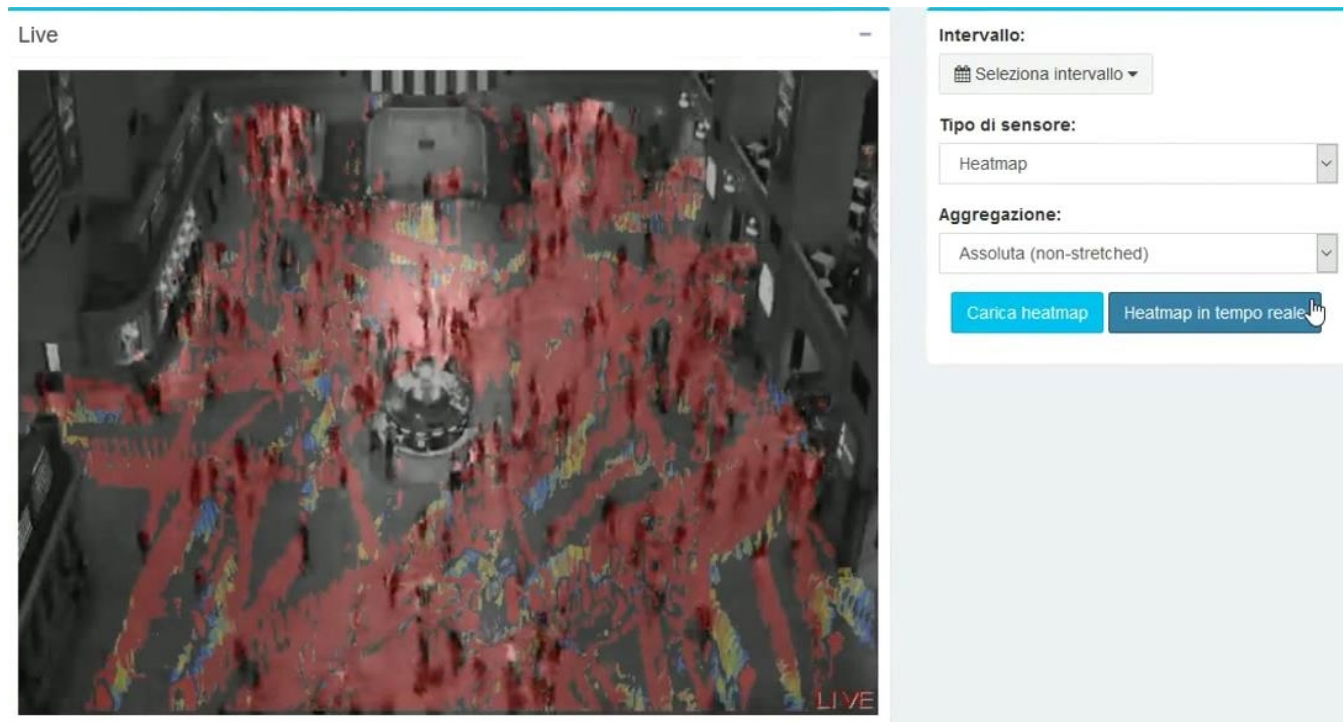 Live
LIVE
Intervallo:
Seleziona intervallo
Tipo di sensore:
Heatmap
Aggregazione:
Assoluta (non-stretched)
Carica heatmap
Heatmap in tempo reale